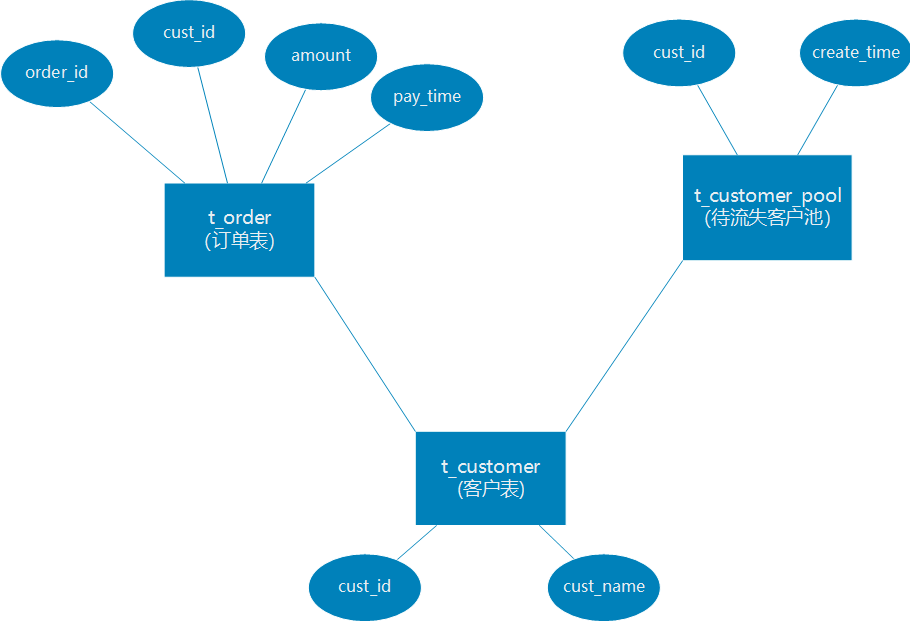 order_id
cust_id
amount
pay_time
cust_id
create_time
t_order
(订单表)
t_customer_pool
(待流失客户池)
t_customer
(客户表)
cust_id
cust_name